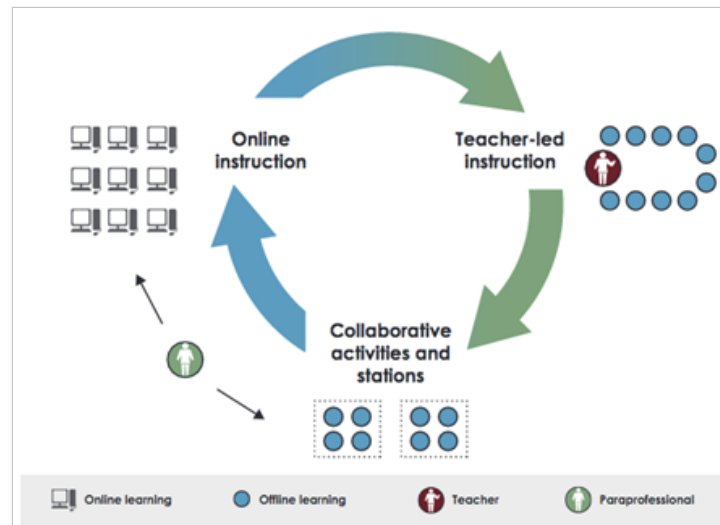 Online
instruction
Teacher-led
instruction
Collaborative
activities and
stations
Online learning
Offline learning
Teacher
Paraprofessional